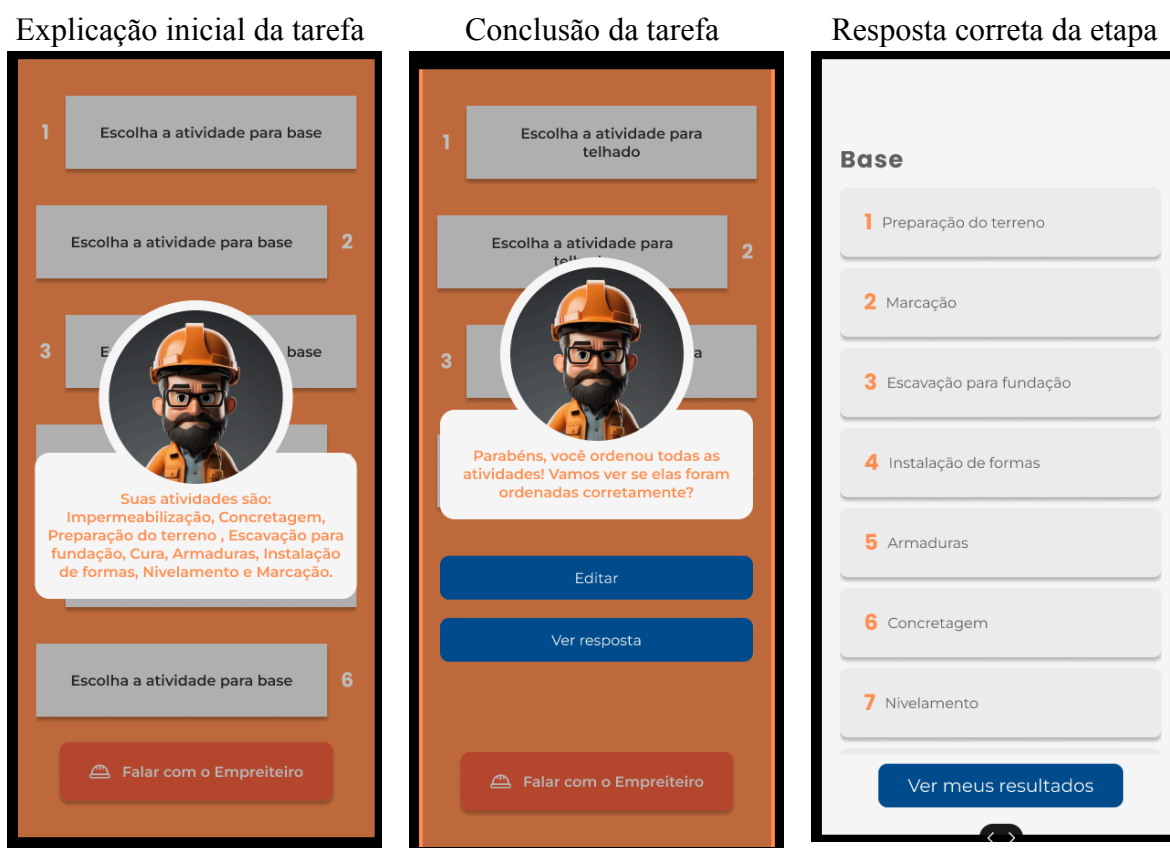 Explicação inicial da tarefa
1
Escolha a atividade para base
Escolha a atividade para base
2
3
E
base
Suas atividades são:
Impermeabilização, Concretagem,
Preparação do terreno , Escavação para
fundação, Cura, Armaduras, Instalação
de formas, Nivelamento e Marcação.
Escolha a atividade para base
6
Falar com o Empreiteiro
Conclusão da tarefa
1
Escolha a atividade para
telhado
Escolha a atividade para
2
3
a
Parabéns, você ordenou todas as
atividades! Vamos ver se elas foram
ordenadas corretamente?
Editar
Ver resposta
Falar com o Empreiteiro
Resposta correta da etapa
Base
1 Preparação do terreno
2 Marcação
3 Escavação para fundação
4 Instalação de formas
5 Armaduras
6 Concretagem
7 Nivelamento
Ver meus resultados